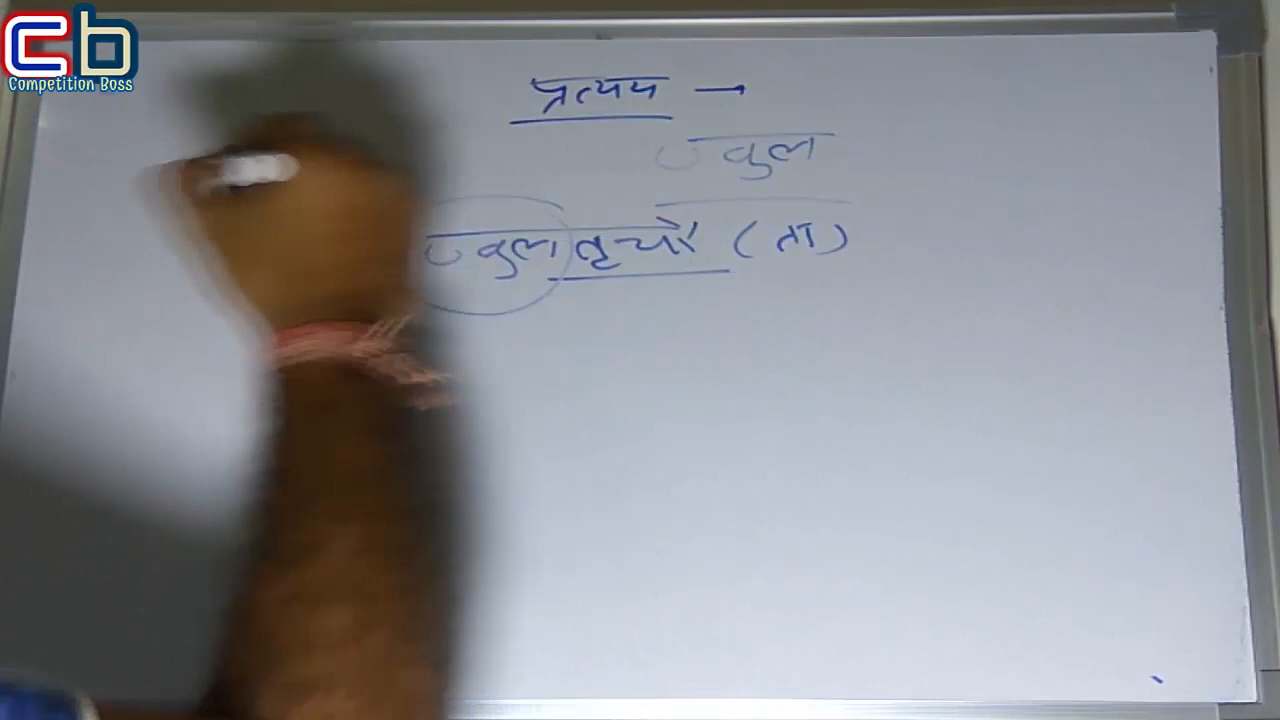 cb
Competition Boss
प्रत्यय →
ण्वुल
ण्वुल तृचौ (ता)